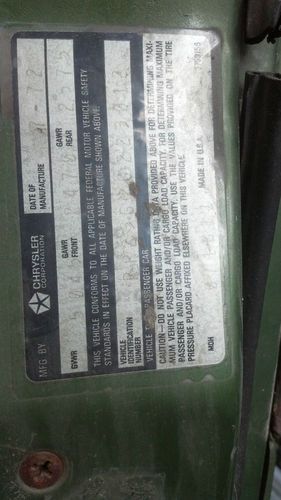 MFG. BY CHRYSLER CORPORATION
DATE OF MANUFACTURE
GVWR
GAWR FRONT
GAWR REAR
THIS VEHICLE CONFORMS TO ALL APPLICABLE FEDERAL MOTOR VEHICLE SAFETY
STANDARDS IN EFFECT ON THE DATE OF MANUFACTURE SHOWN ABOVE.
VEHICLE IDENTIFICATION NUMBER
VEHICLE PASSENGER CAR
CAUTION—DO NOT USE WEIGHT RATING DATA PROVIDED ABOVE FOR DETERMINING MAXI-
MUM VEHICLE PASSENGER AND/OR CARGO LOAD CAPACITY. FOR DETERMINING MAXIMUM
PASSENGER AND/OR CARGO LOAD CAPACITY, USE THE VALUES PROVIDED ON THE TIRE
PRESSURE PLACARD AFFIXED ELSEWHERE ON THIS VEHICLE.
MDH
MADE IN U.S.A.